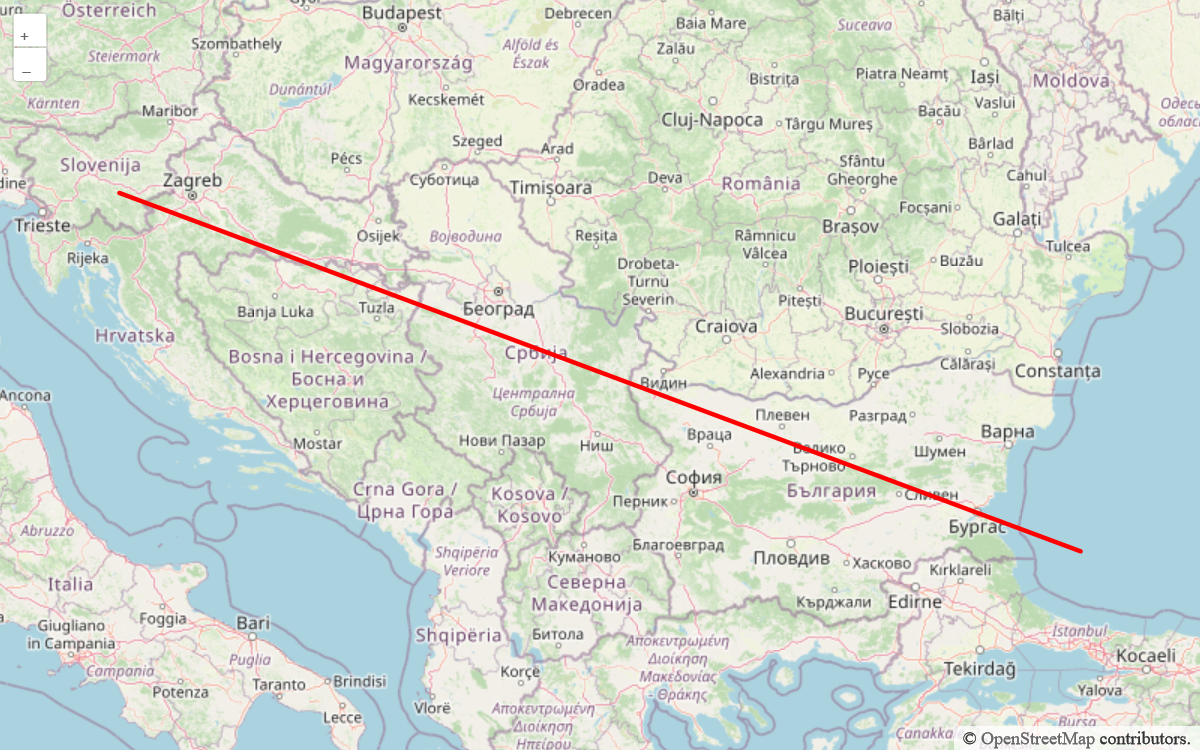 Österreich
Budapest
Debrecen
Baia Mare
Suceava
Bălți
+
–
Steiermark
Szombathely
Magyarország
Alföld és
Észak
Zalău
Bistrița
Piatra Neamț
Iași
Moldova
Kärnten
Maribor
Dunántúl
Kecskemét
Oradea
Cluj-Napoca
Târgu Mureș
Bacău
Vaslui
Slovenija
Zagreb
Pécs
Szeged
Arad
Суботица
Timișoara
Deva
România
Sfântu
Gheorghe
Bârlad
Cahul
Trieste
Rijeka
Osijek
Војводина
Reșița
Râmnicu
Vâlcea
Brașov
Focșani
Galați
Tulcea
Drobeta-
Turnu
Severin
Ploiești
Buzău
Hrvatska
Banja Luka
Tuzla
Београд
Craiova
Pitești
București
Slobozia
Bosna i Hercegovina /
Босна и
Херцеговина
Србија
Централна
Србија
Видин
Alexandria
Русе
Călărași
Constanța
Ancona
Mostar
Нови Пазар
Ниш
Враца
Плевен
Разград
Велико
Търново
Шумен
Варна
Crna Gora /
Црна Гора
Kosova /
Kosovo
София
Перник
България
Сливен
Бургас
Abruzzo
Italia
Shqipëria
Veriore
Куманово
Северна
Македонија
Благоевград
Пловдив
Хасково
Kırklareli
Кърджали
Edirne
Giugliano
in Campania
Foggia
Bari
Campania
Puglia
Potenza
Taranto
Brindisi
Lecce
Shqipëria
Битола
Korçë
Vlorë
Αποκεντρωμένη
Διοίκηση
Μακεδονίας
- Θράκης
Αποκεντρωμένη
Διοίκηση
Ηπείρου
İstanbul
Tekirdağ
Kocaeli
Yalova
Bursa
Çanakka
© OpenStreetMap contributors.